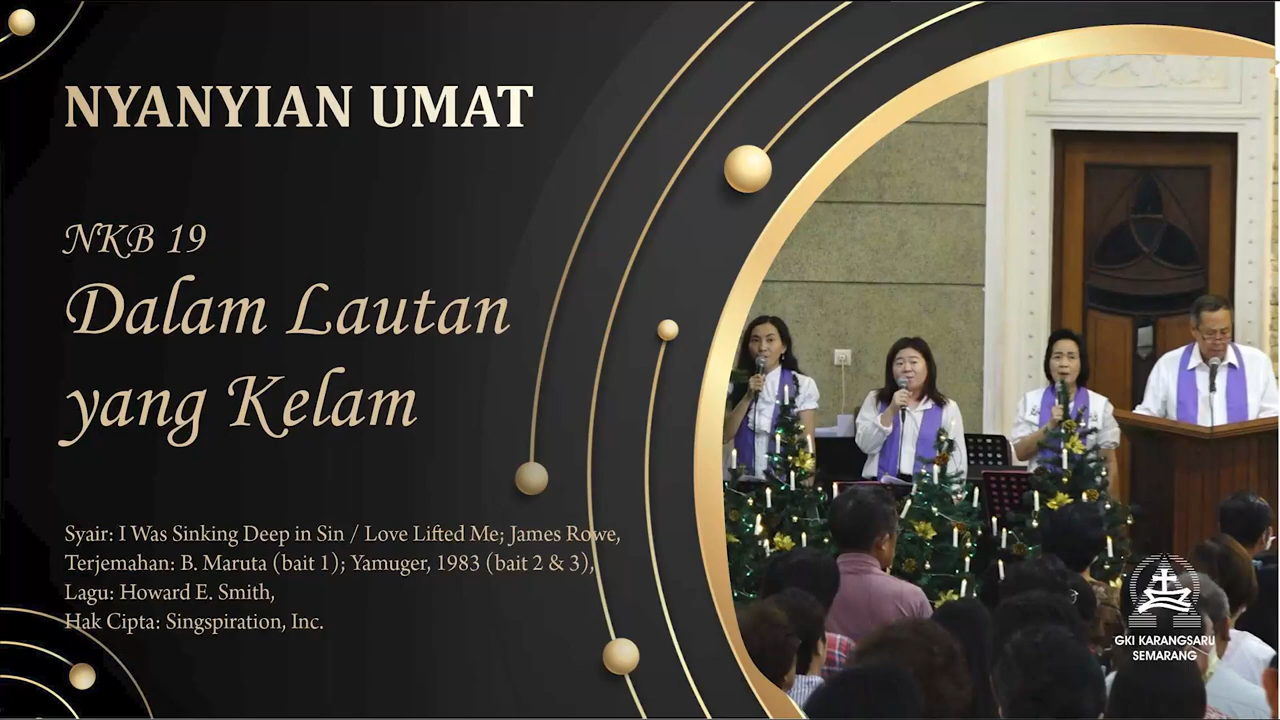 NYANYIAN UMAT
NKB 19
Dalam Lautan
yang Kelam
Syair: I Was Sinking Deep in Sin / Love Lifted Me; James Rowe,
Terjemahan: B. Maruta (bait 1); Yamuger, 1983 (bait 2 & 3),
Lagu: Howard E. Smith,
Hak Cipta: Singspiration, Inc.
GKI KARANGSARU
SEMARANG